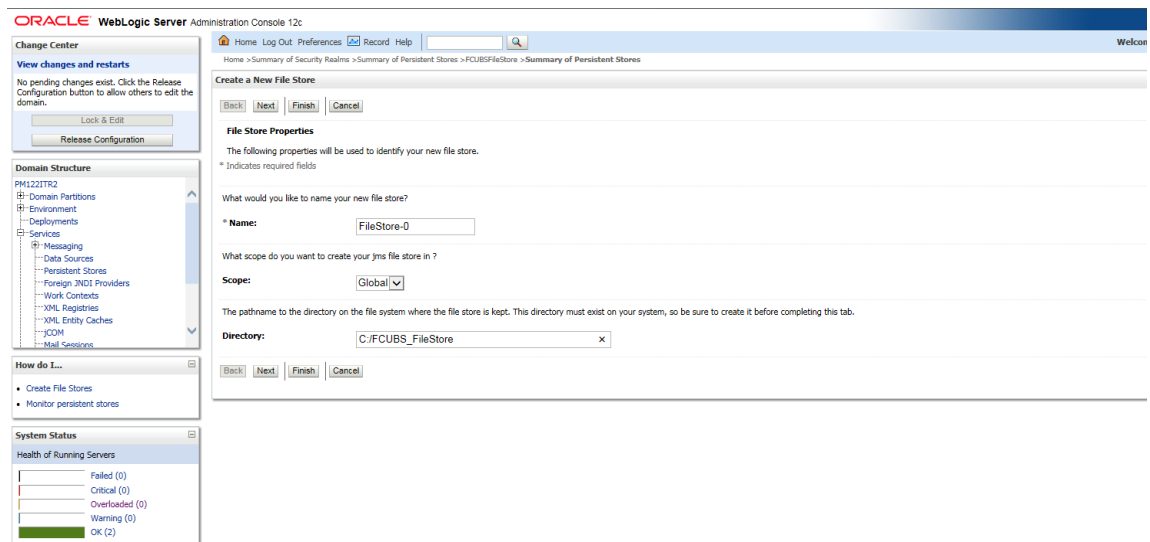 ORACLE WebLogic Server Administration Console 12c
Change Center
View changes and restarts
No pending changes exist. Click the Release
Configuration button to allow others to edit the
domain.
Lock & Edit
Release Configuration
Domain Structure
PM122ITR2
Domain Partitions
Environment
Deployments
Services
Messaging
Data Sources
Persistent Stores
Foreign JNDI Providers
Work Contexts
XML Registries
XML Entity Caches
jCOM
Mail Sessions
How do I...
• Create File Stores
• Monitor persistent stores
System Status
Health of Running Servers
Failed (0)
Critical (0)
Overloaded (0)
Warning (0)
OK (2)
Home Log Out Preferences Record Help
Welcon
Home >Summary of Security Realms >Summary of Persistent Stores >FCUBSFileStore >Summary of Persistent Stores
Create a New File Store
Back Next Finish Cancel
File Store Properties
The following properties will be used to identify your new file store.
* Indicates required fields
What would you like to name your new file store?
* Name: FileStore-0
What scope do you want to create your jms file store in ?
Scope: Global
The pathname to the directory on the file system where the file store is kept. This directory must exist on your system, so be sure to create it before completing this tab.
Directory: C:/FCUBS_FileStore ×
Back Next Finish Cancel